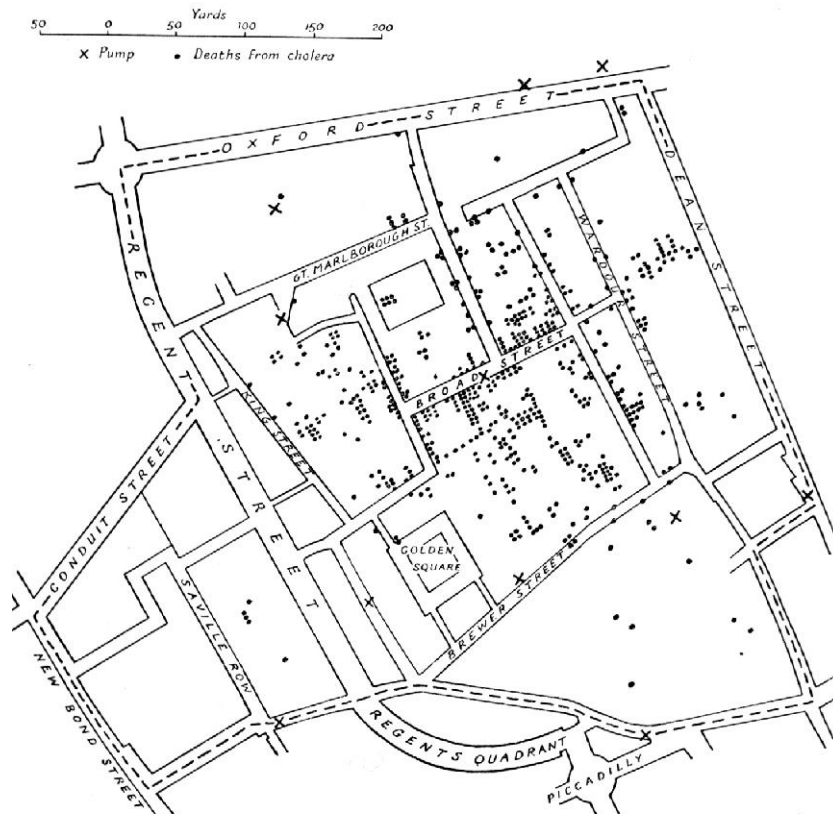 Yards
50 0 50 100 150 200
× Pump • Deaths from cholera
OXFORD STREET
REGENT STREET
GT. MARLBOROUGH ST.
DEAN STREET
WARDOUR STREET
BROAD STREET
KING STREET
CONDUIT STREET
GOLDEN
SQUARE
BREWER STREET
SAVILLE ROW
NEW BOND STREET
REGENTS QUADRANT
PICCADILLY